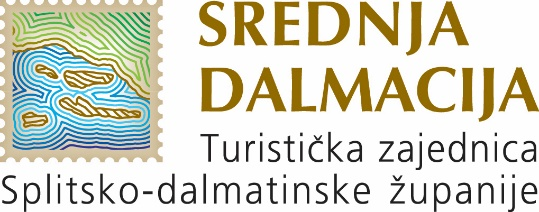 SREDNJA
DALMACIJA
Turistička zajednica
Splitsko-dalmatinske županije